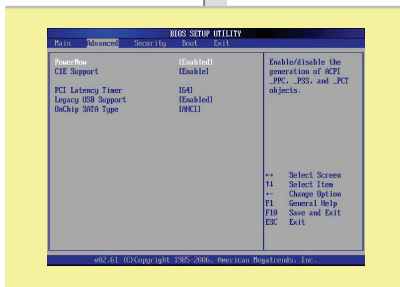 BIOS SETUP UTILITY
Main Advanced Security Boot Exit
PowerNow [Enabled]
C1E Support [Enable]
PCI Latency Timer [64]
Legacy USB Support [Enabled]
OnChip SATA Type [AHCI]
Enable/disable the
generation of ACPI
_PPC, _PSS, and _PCT
objects.
↔ Select Screen
↑↓ Select Item
+- Change Option
F1 General Help
F10 Save and Exit
ESC Exit
v02.61 (C)Copyright 1985-2006, American Megatrends, Inc.